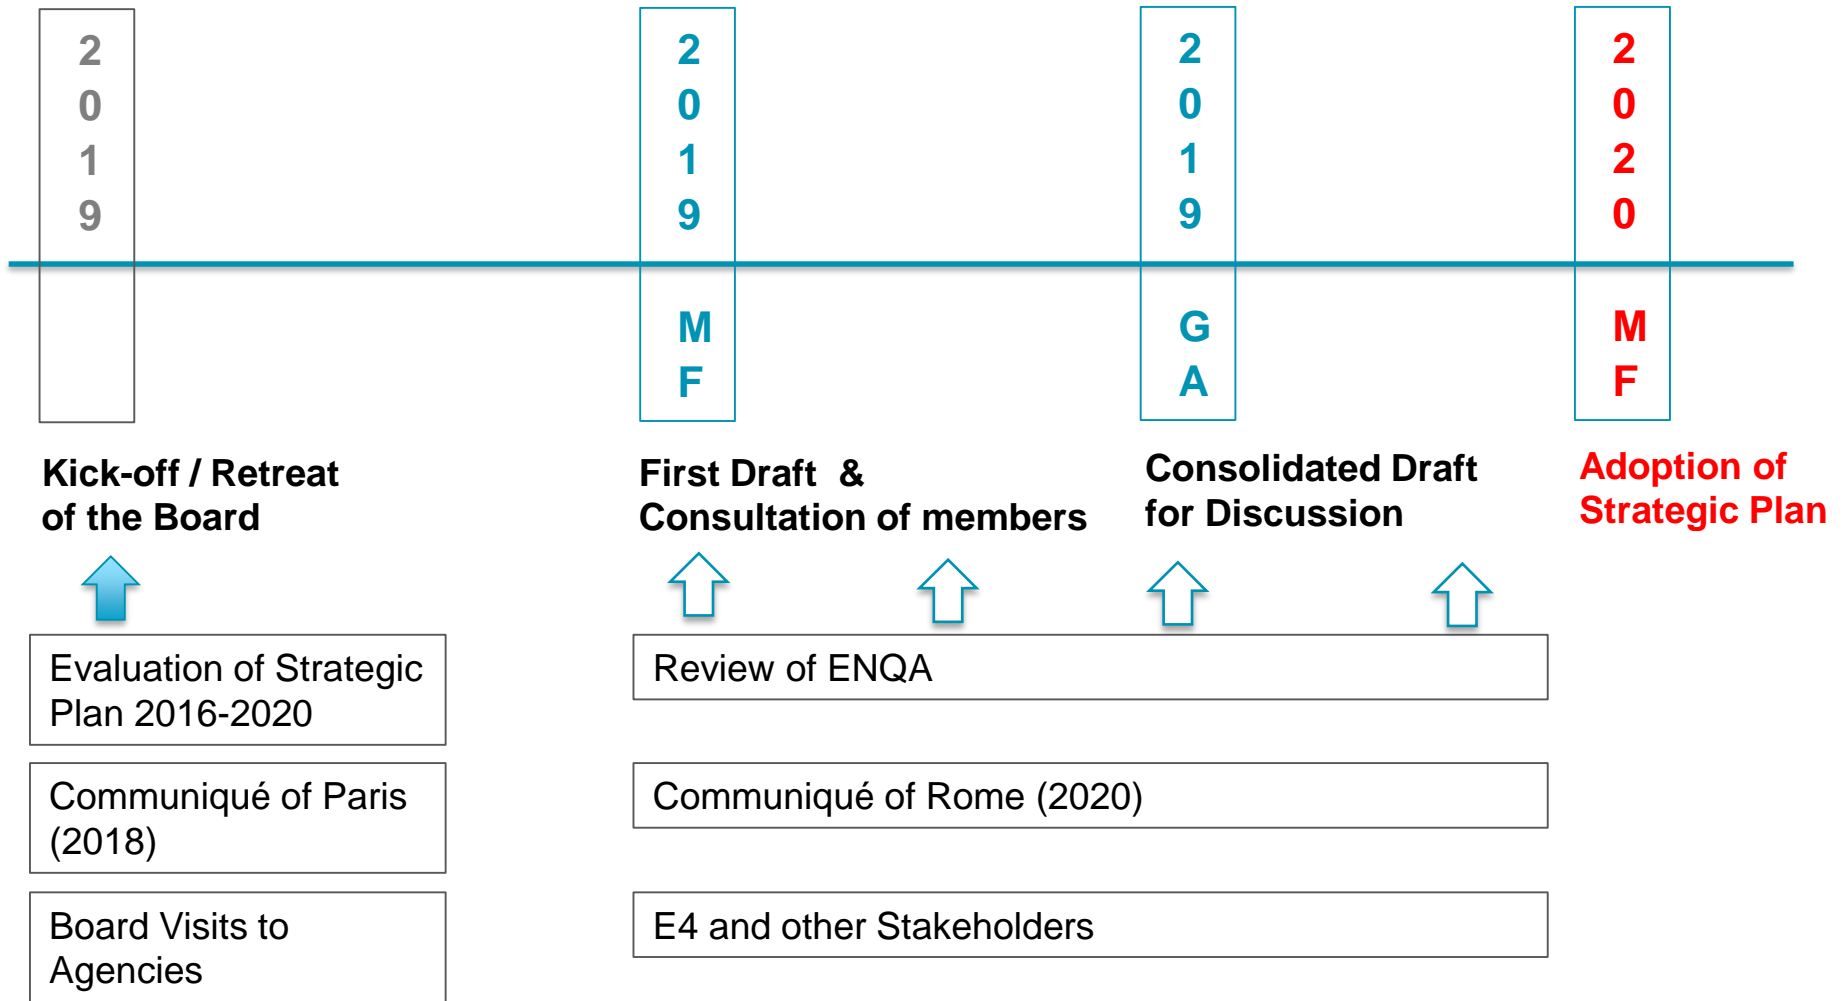 2
0
1
9
2
0
1
9
M
F
2
0
1
9
G
A
2
0
2
0
M
F
Kick-off / Retreat
of the Board
First Draft &
Consultation of members
Consolidated Draft
for Discussion
Adoption of
Strategic Plan
Evaluation of Strategic
Plan 2016-2020
Communiqué of Paris
(2018)
Board Visits to
Agencies
Review of ENQA
Communiqué of Rome (2020)
E4 and other Stakeholders